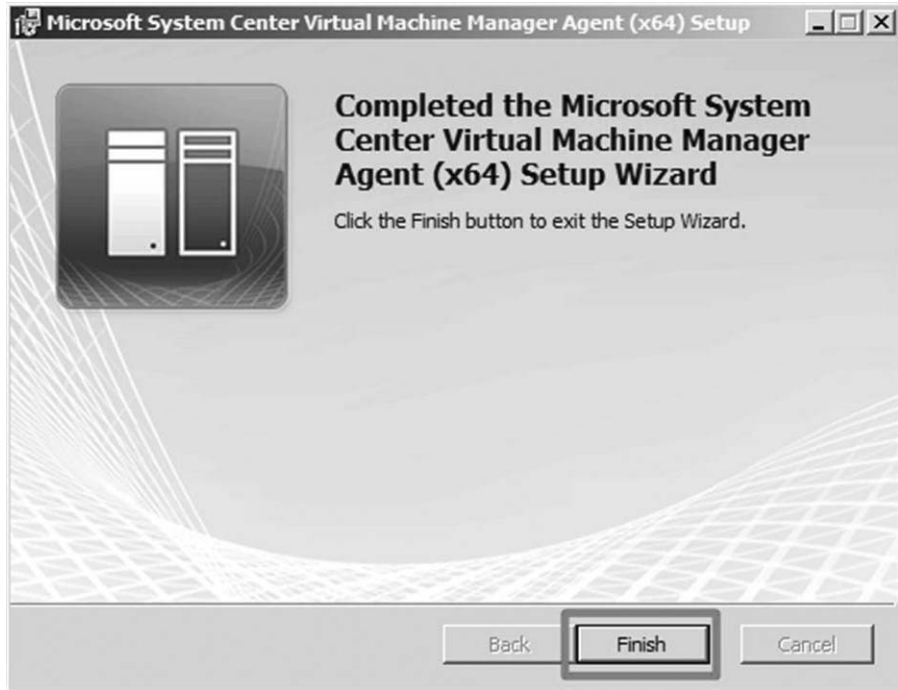 Microsoft System Center Virtual Machine Manager Agent (x64) Setup
Completed the Microsoft System
Center Virtual Machine Manager
Agent (x64) Setup Wizard
Click the Finish button to exit the Setup Wizard.
Back Finish Cancel